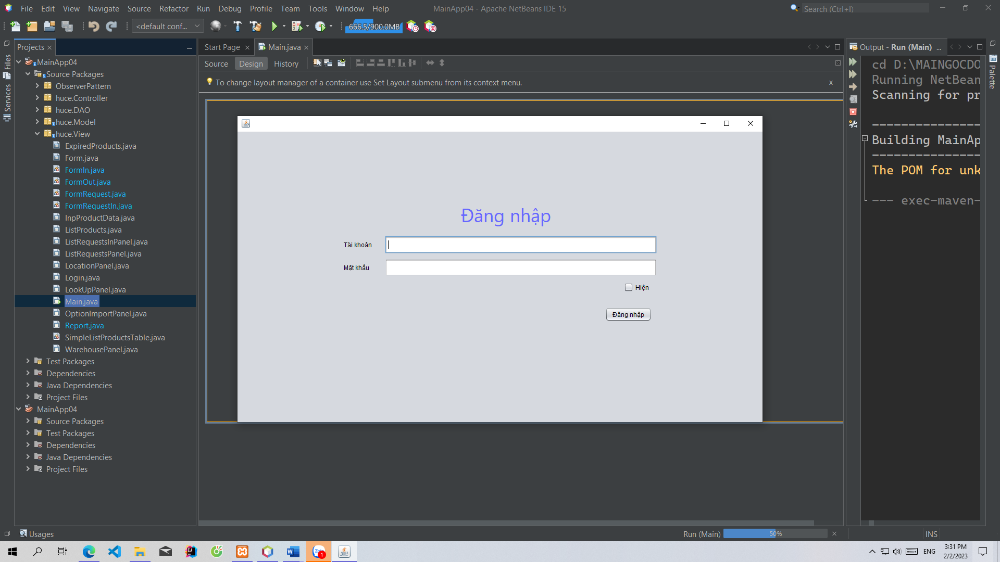 File Edit View Navigate Source Refactor Run Debug Profile Team Tools Window Help
MainApp04 - Apache NetBeans IDE 15
Search (Ctrl+I)
<default conf...
666.5/900.0MB
Files
Services
Projects
MainApp04
Source Packages
ObserverPattern
huce.Controller
huce.DAO
huce.Model
huce.View
ExpiredProducts.java
Form.java
FormIn.java
FormOut.java
FormRequest.java
FormRequestIn.java
InpProductData.java
ListProducts.java
ListRequestsInPanel.java
ListRequestsPanel.java
LocationPanel.java
Login.java
LookUpPanel.java
Main.java
OptionImportPanel.java
Report.java
SimpleListProductsTable.java
WarehousePanel.java
Test Packages
Dependencies
Java Dependencies
Project Files
MainApp04
Source Packages
Test Packages
Dependencies
Java Dependencies
Project Files
Start Page Main.java
Source Design History
To change layout manager of a container use Set Layout submenu from its context menu. x
Đăng nhập
Tài khoản
Mật khẩu
Hiện
Đăng nhập
Output - Run (Main) ...
cd D:\MAINGOCDO
Running NetBean
Scanning for pr
---------------
Building MainAp
---------------
The POM for unk
--- exec-maven-
Palette
Usages
Run (Main) 50%
INS
1
ENG
3:31 PM
2/2/2023